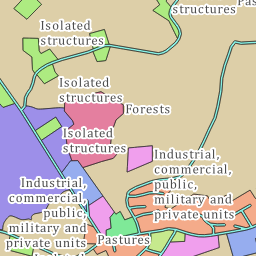 Pastures
structures
Isolated
structures
Isolated
structures
Forests
Isolated
structures
Industrial,
commercial,
public,
military and
private units
Industrial,
commercial,
public,
military and
private units
Pastures